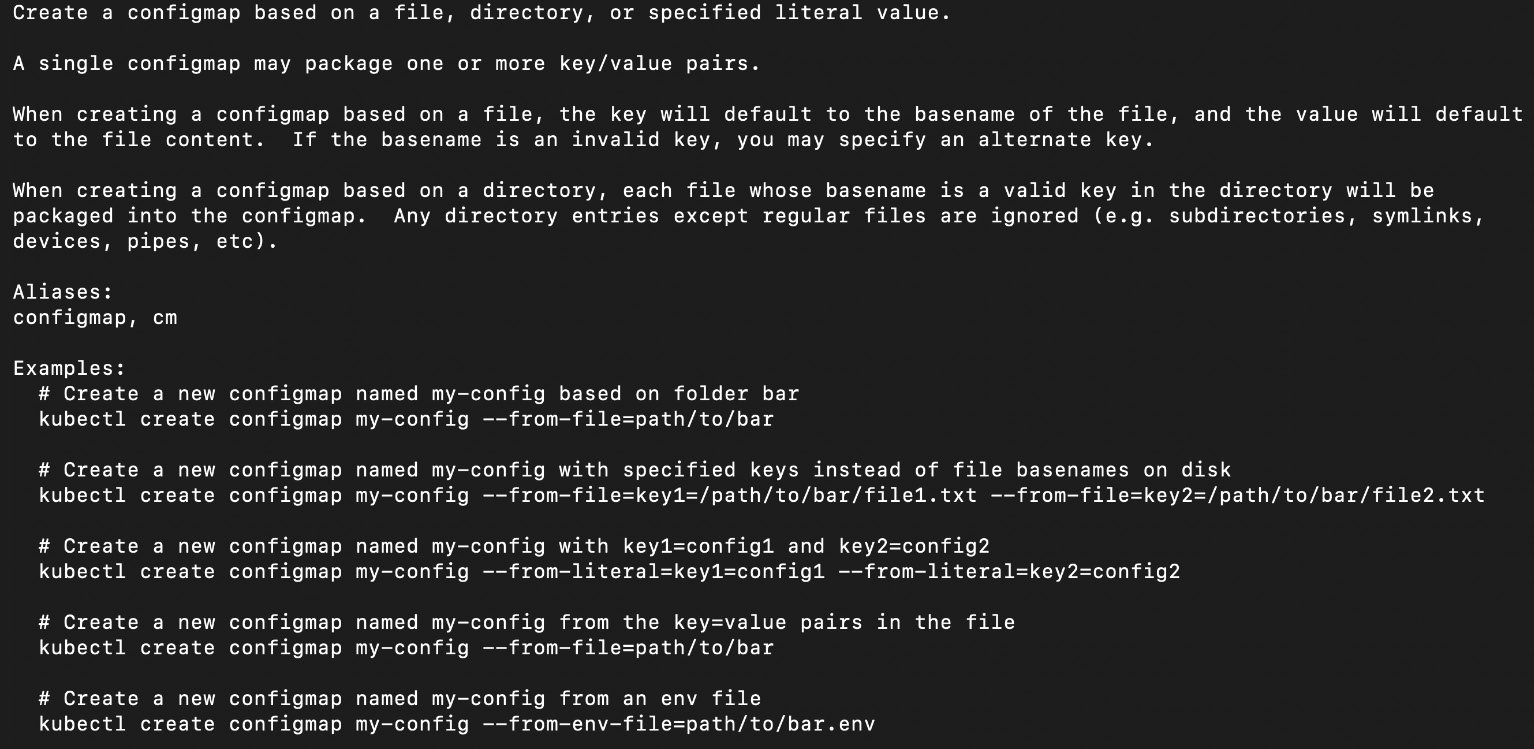 Create a configmap based on a file, directory, or specified literal value.
A single configmap may package one or more key/value pairs.
When creating a configmap based on a file, the key will default to the basename of the file, and the value will default
to the file content.  If the basename is an invalid key, you may specify an alternate key.
When creating a configmap based on a directory, each file whose basename is a valid key in the directory will be
packaged into the configmap.  Any directory entries except regular files are ignored (e.g. subdirectories, symlinks,
devices, pipes, etc).
Aliases:
configmap, cm
Examples:
  # Create a new configmap named my-config based on folder bar
  kubectl create configmap my-config --from-file=path/to/bar
  # Create a new configmap named my-config with specified keys instead of file basenames on disk
  kubectl create configmap my-config --from-file=key1=/path/to/bar/file1.txt --from-file=key2=/path/to/bar/file2.txt
  # Create a new configmap named my-config with key1=config1 and key2=config2
  kubectl create configmap my-config --from-literal=key1=config1 --from-literal=key2=config2
  # Create a new configmap named my-config from the key=value pairs in the file
  kubectl create configmap my-config --from-file=path/to/bar
  # Create a new configmap named my-config from an env file
  kubectl create configmap my-config --from-env-file=path/to/bar.env